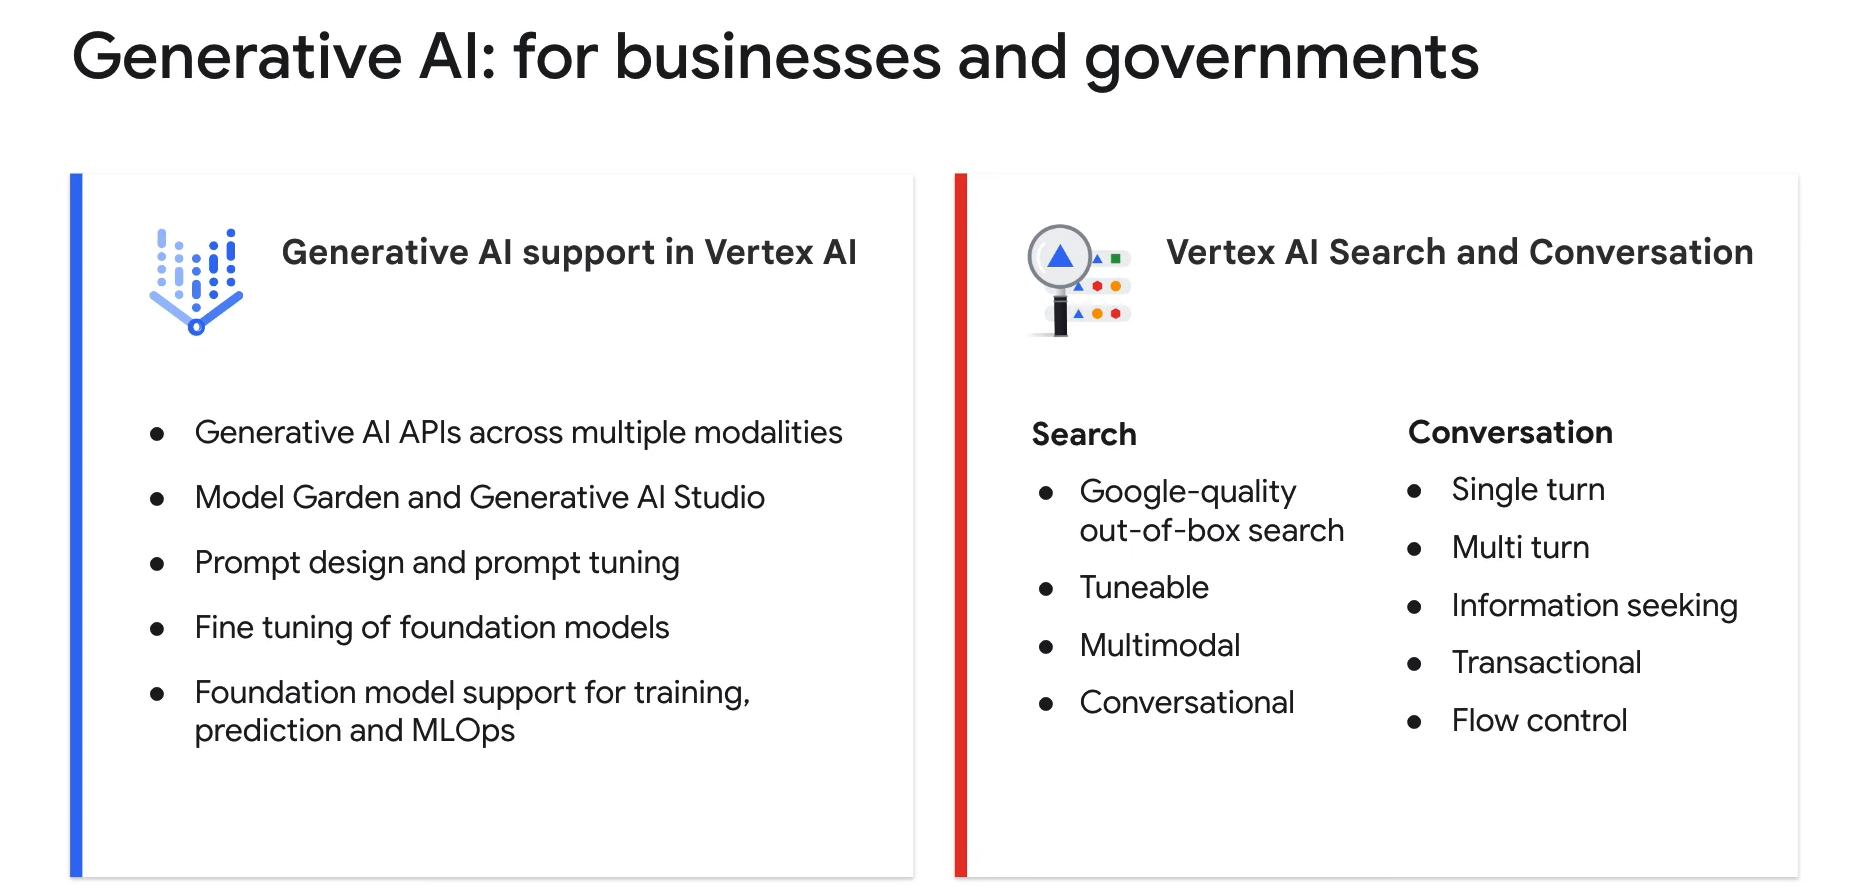 Generative AI: for businesses and governments
Generative AI support in Vertex AI
Generative AI APIs across multiple modalities
Model Garden and Generative AI Studio
Prompt design and prompt tuning
Fine tuning of foundation models
Foundation model support for training,
prediction and MLOps
Vertex AI Search and Conversation
Search
Google-quality
out-of-box search
Tuneable
Multimodal
Conversational
Conversation
Single turn
Multi turn
Information seeking
Transactional
Flow control